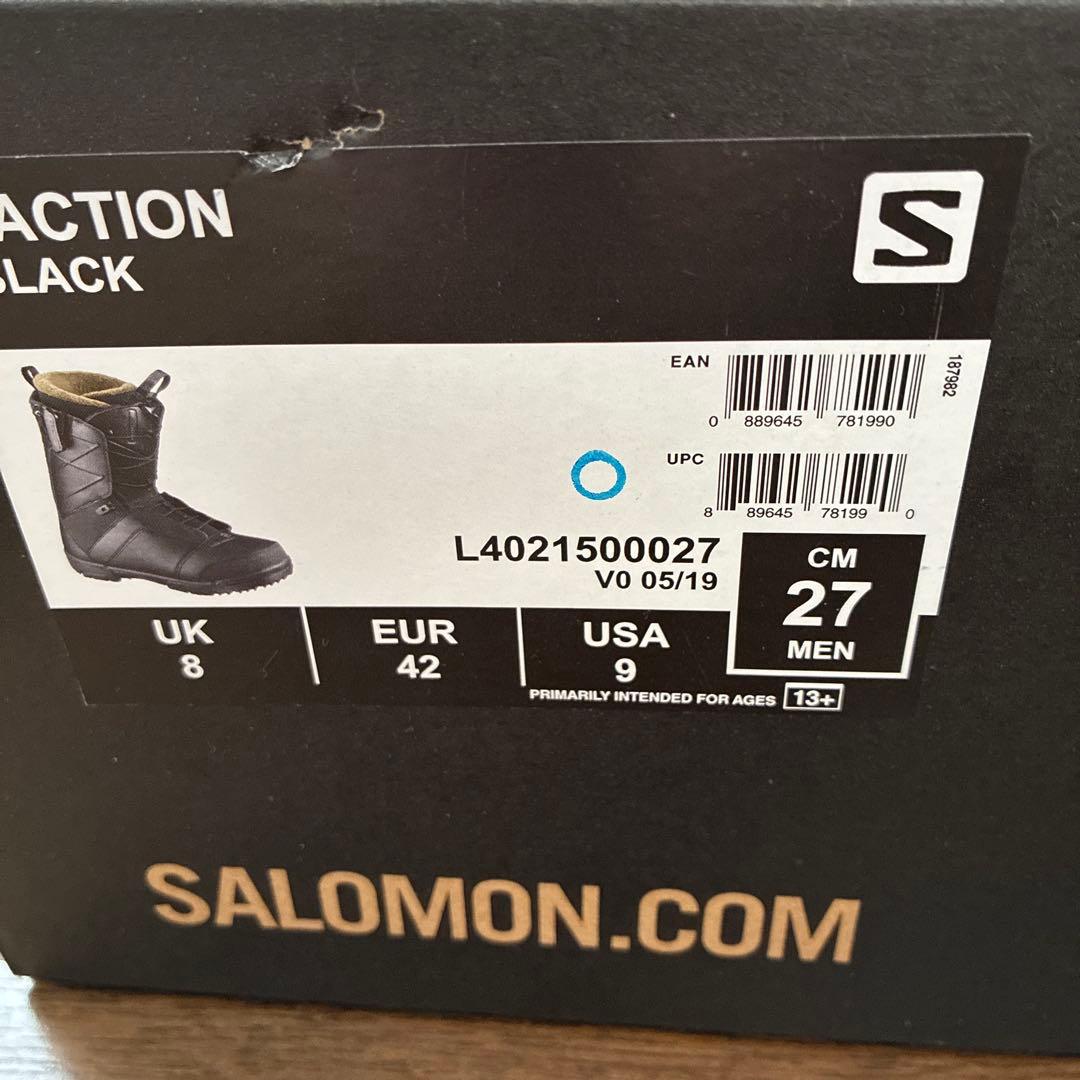 ACTION
BLACK
S
EAN
0 889645 781990
187982
UPC
8 89645 78199 0
L4021500027
V0 05/19
CM
27
MEN
UK
8
EUR
42
USA
9
PRIMARILY INTENDED FOR AGES 13+
SALOMON.COM